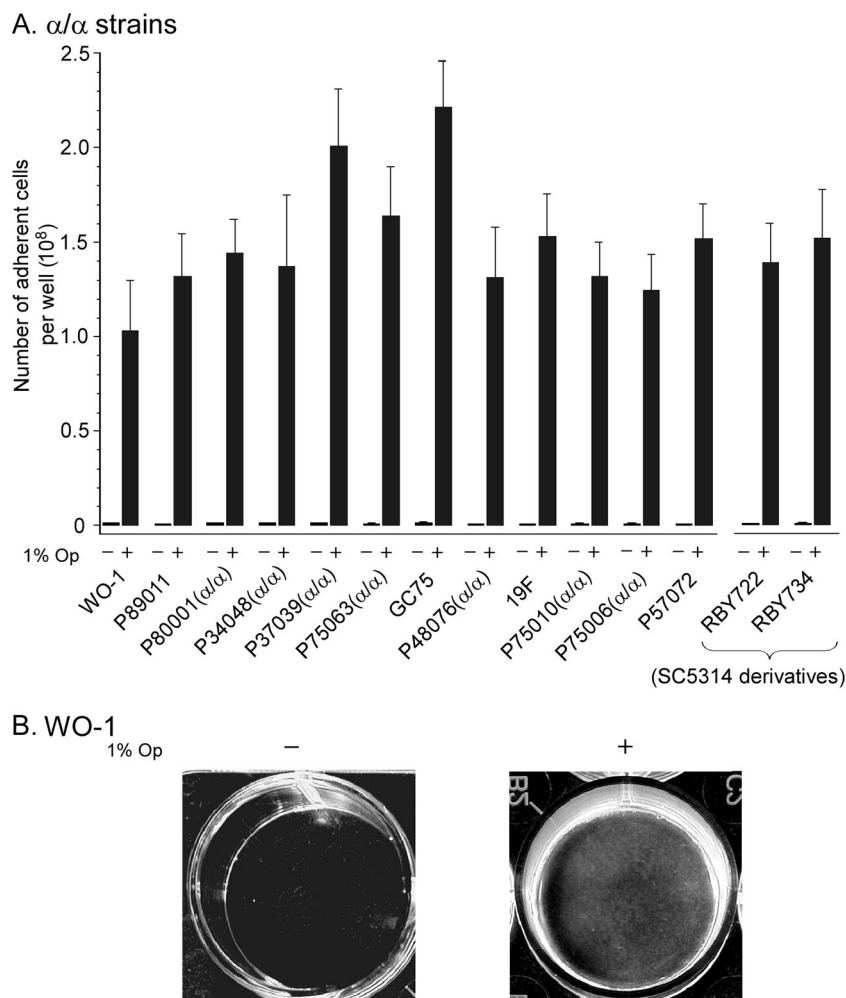 A. α/α strains
Number of adherent cells
per well (10⁸)
2.5
2.0
1.5
1.0
0.5
0
1% Op
− + − + − + − + − + − + − + − + − + − + − + − + − + − +
WO-1
P89011
P80001(α/α)
P34048(α/α)
P37039(α/α)
P75063(α/α)
GC75
P48076(α/α)
19F
P75010(α/α)
P75006(α/α)
P57072
RBY722
RBY734
(SC5314 derivatives)
B. WO-1
1% Op
− +
B2
C2